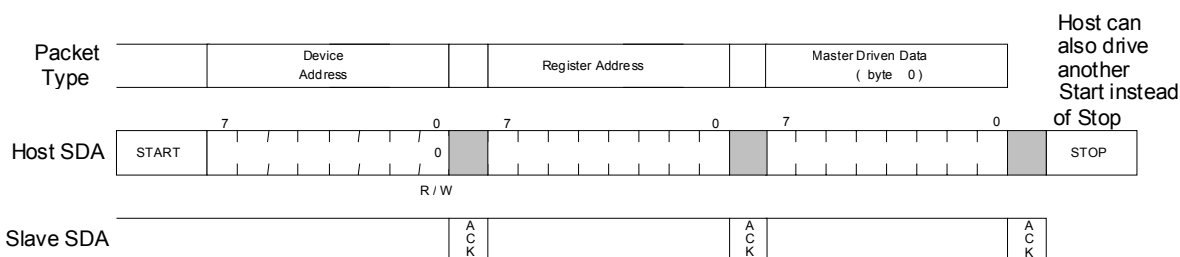 Host can
also drive
another
Start instead
of Stop
Packet
Type
Device
Address
Register Address
Master Driven Data
( byte 0 )
7 0 7 0 7 0
Host SDA START 0 STOP
R / W
Slave SDA
A
C
K
A
C
K
A
C
K